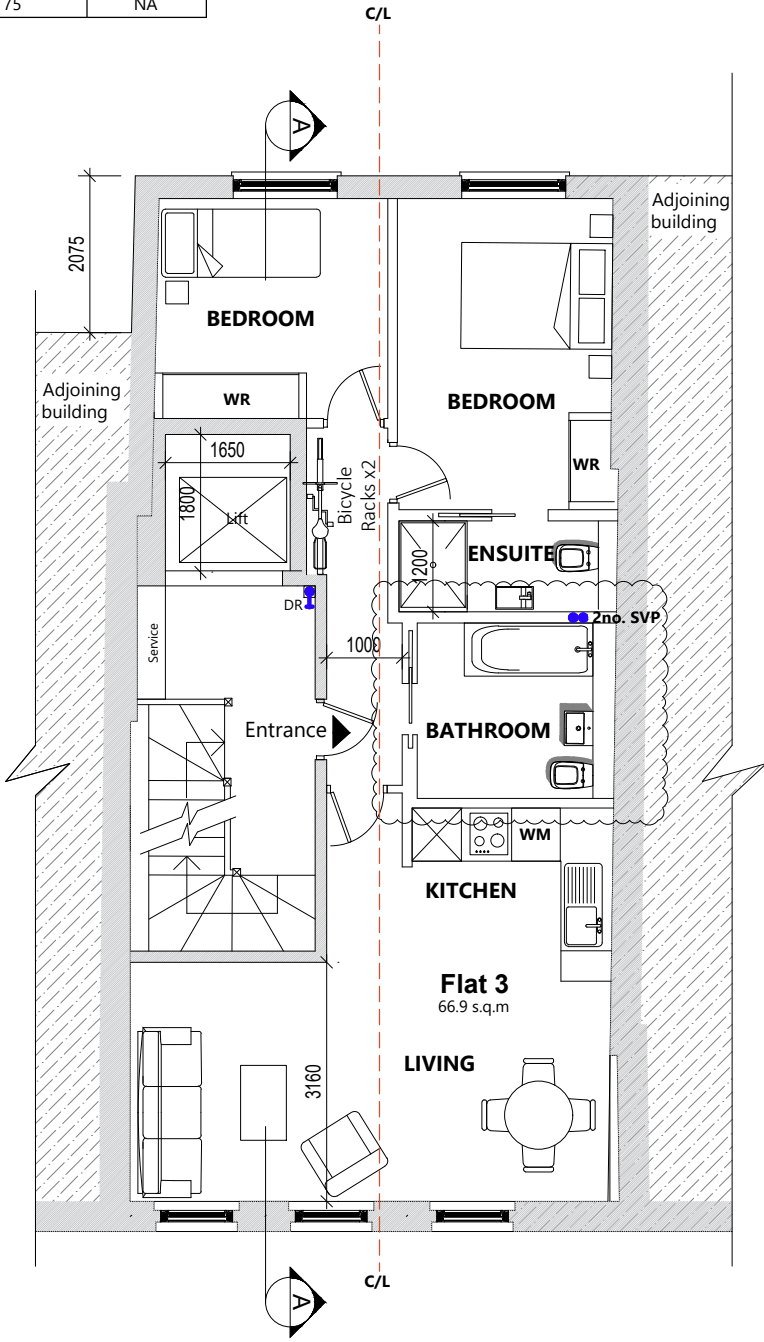 75
NA
C/L
A
Adjoining
building
2075
BEDROOM
Adjoining
building
WR
BEDROOM
1650
WR
Bicycle
Racks x2
1800
Lift
ENSUITE
1200
DR
2no. SVP
Service
1000
Entrance
BATHROOM
WM
KITCHEN
Flat 3
66.9 s.q.m
LIVING
3160
C/L
A